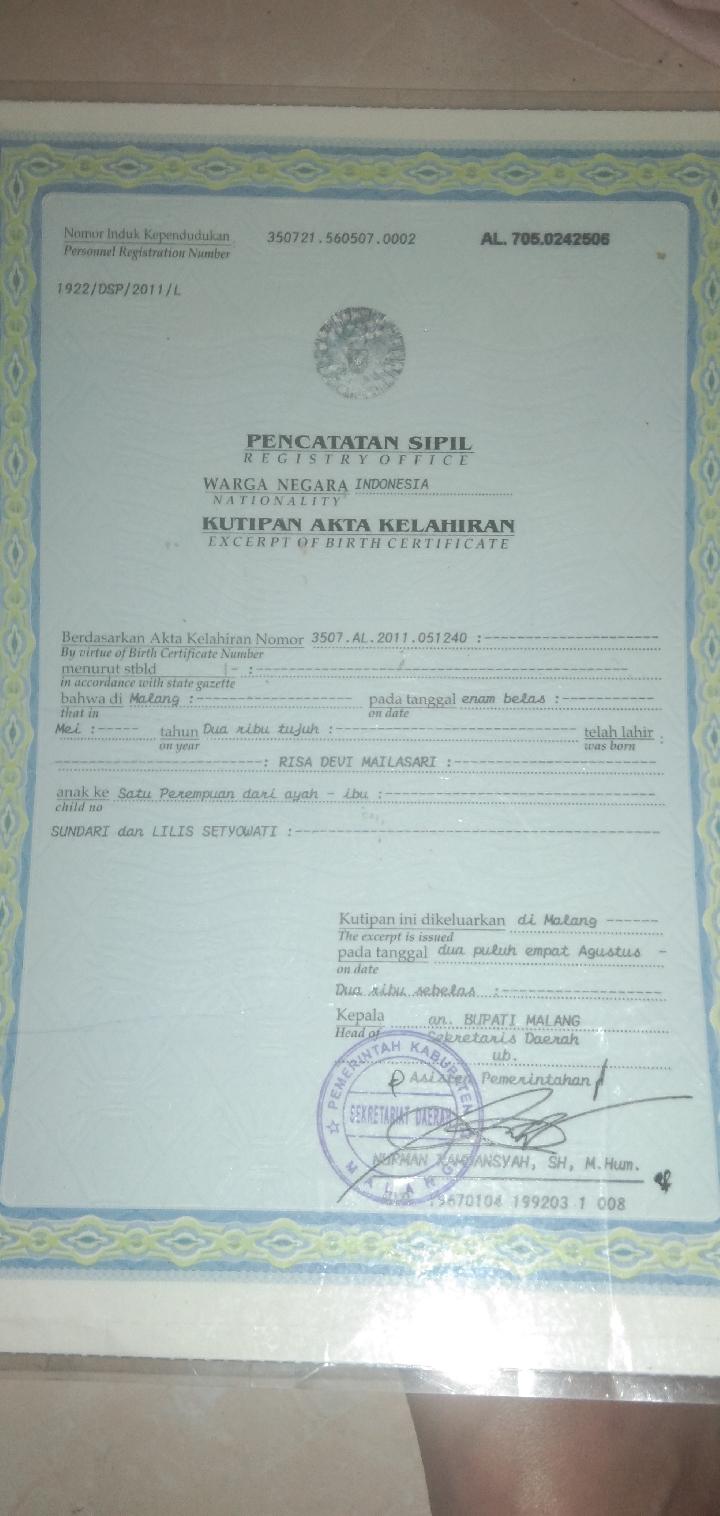 Nomor Induk Kependudukan 350721.560507.0002 AL. 705.0242506
Personnel Registration Number
1922/DSP/2011/L
PENCATATAN SIPIL
REGISTRY OFFICE
WARGA NEGARA INDONESIA
NATIONALITY
KUTIPAN AKTA KELAHIRAN
EXCERPT OF BIRTH CERTIFICATE
Berdasarkan Akta Kelahiran Nomor 3507.AL.2011.051240 :
By virtue of Birth Certificate Number
menurut stbld - :
in accordance with state gazette
bahwa di Malang : pada tanggal enam belas :
that in on date
Mei : tahun Dua ribu tujuh : telah lahir :
on year was born
: RISA DEVI MAILASARI :
anak ke Satu Perempuan dari ayah - ibu :
child no
SUNDARI dan LILIS SETYOWATI :
Kutipan ini dikeluarkan di Malang
The excerpt is issued
pada tanggal dua puluh empat Agustus -
on date
Dua ribu sebelas :
Kepala an. BUPATI MALANG
Head of Sekretaris Daerah
ub.
Asisten Pemerintahan
PEMERINTAH KABUPATEN
SEKRETARIAT DAERAH
MALANG
NURMAN SH, M.Hum.
19670104 199203 1 008